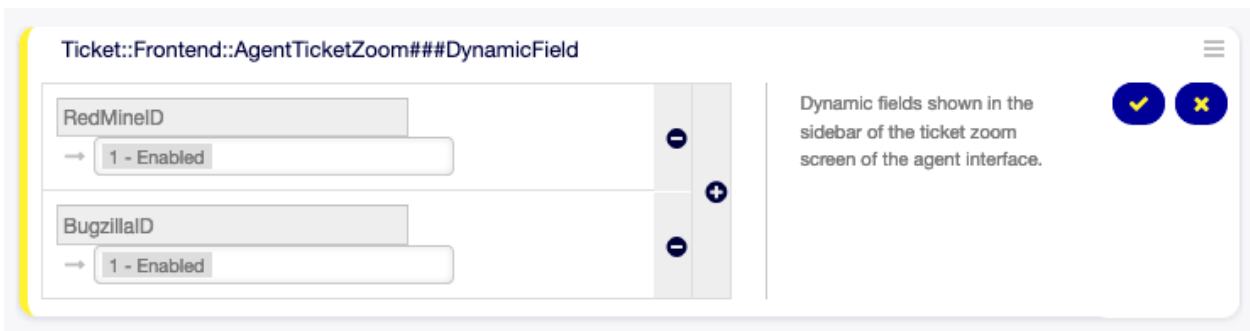 Ticket::Frontend::AgentTicketZoom###DynamicField
RedMineID
1 - Enabled
BugzillaID
1 - Enabled
Dynamic fields shown in the
sidebar of the ticket zoom
screen of the agent interface.